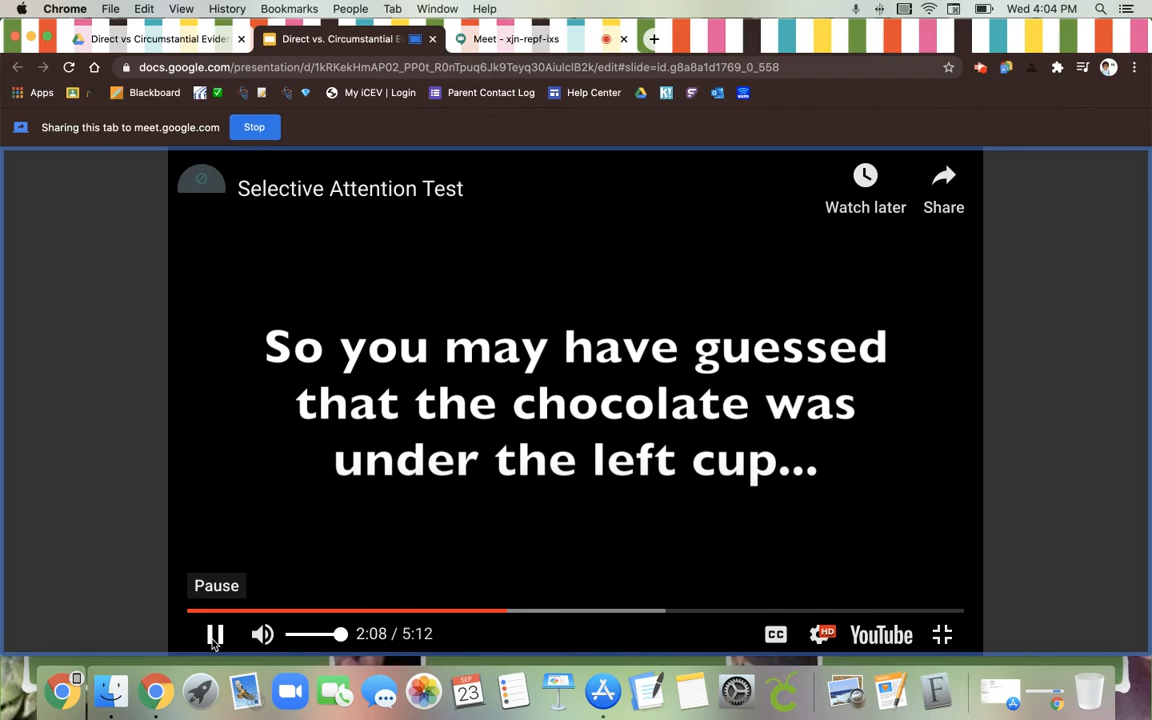 Chrome File Edit View History Bookmarks People Tab Window Help Wed 4:04 PM
Direct vs Circumstantial Eviden Direct vs. Circumstantial E Meet - xjn-repf-ixs
docs.google.com/presentation/d/1kRKekHmAP02_PP0t_R0nTpuq6Jk9Teyq30AiulclB2k/edit#slide=id.g8a8a1d1769_0_558
Apps Blackboard My iCEV | Login Parent Contact Log Help Center
Sharing this tab to meet.google.com Stop
Selective Attention Test
Watch later Share
So you may have guessed
that the chocolate was
under the left cup...
Pause
2:08 / 5:12 CC HD YouTube
SEP
23